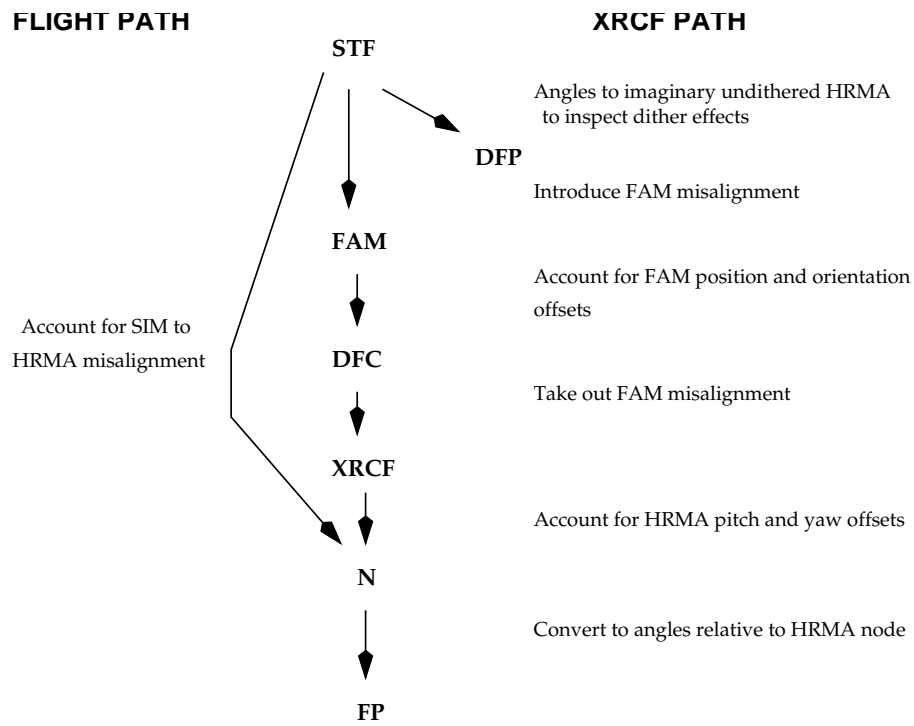 FLIGHT PATH
XRCF PATH
STF
Angles to imaginary undithered HRMA
to inspect dither effects
DFP
Introduce FAM misalignment
FAM
Account for FAM position and orientation
offsets
Account for SIM to
HRMA misalignment
DFC
Take out FAM misalignment
XRCF
Account for HRMA pitch and yaw offsets
N
Convert to angles relative to HRMA node
FP